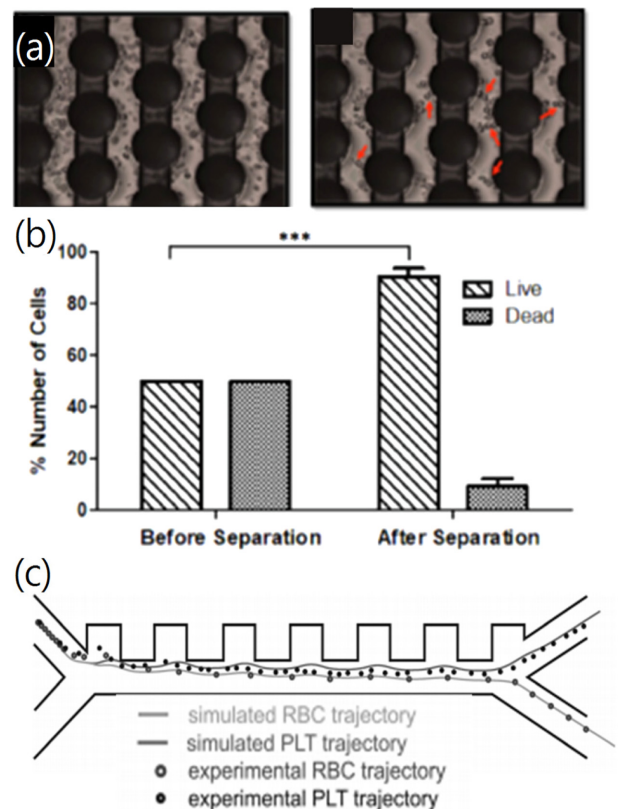 (a)
(b)
***
100
80
60
40
20
0
% Number of Cells
Live
Dead
Before Separation
After Separation
(c)
simulated RBC trajectory
simulated PLT trajectory
experimental RBC trajectory
experimental PLT trajectory